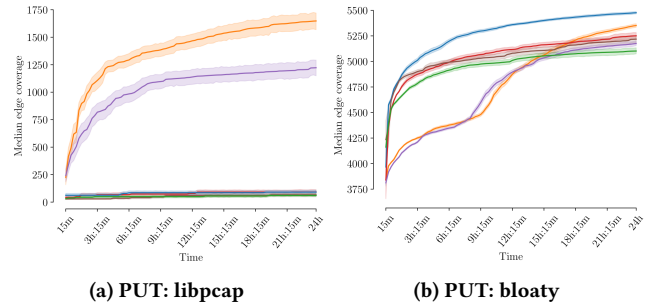 1750
1500
1250
1000
750
500
250
0
Median edge coverage
15m
3h:15m
6h:15m
9h:15m
12h:15m
15h:15m
18h:15m
21h:15m
24h
Time
(a) PUT: libpcap
5500
5250
5000
4750
4500
4250
4000
3750
Median edge coverage
15m
3h:15m
6h:15m
9h:15m
12h:15m
15h:15m
18h:15m
21h:15m
24h
Time
(b) PUT: bloaty